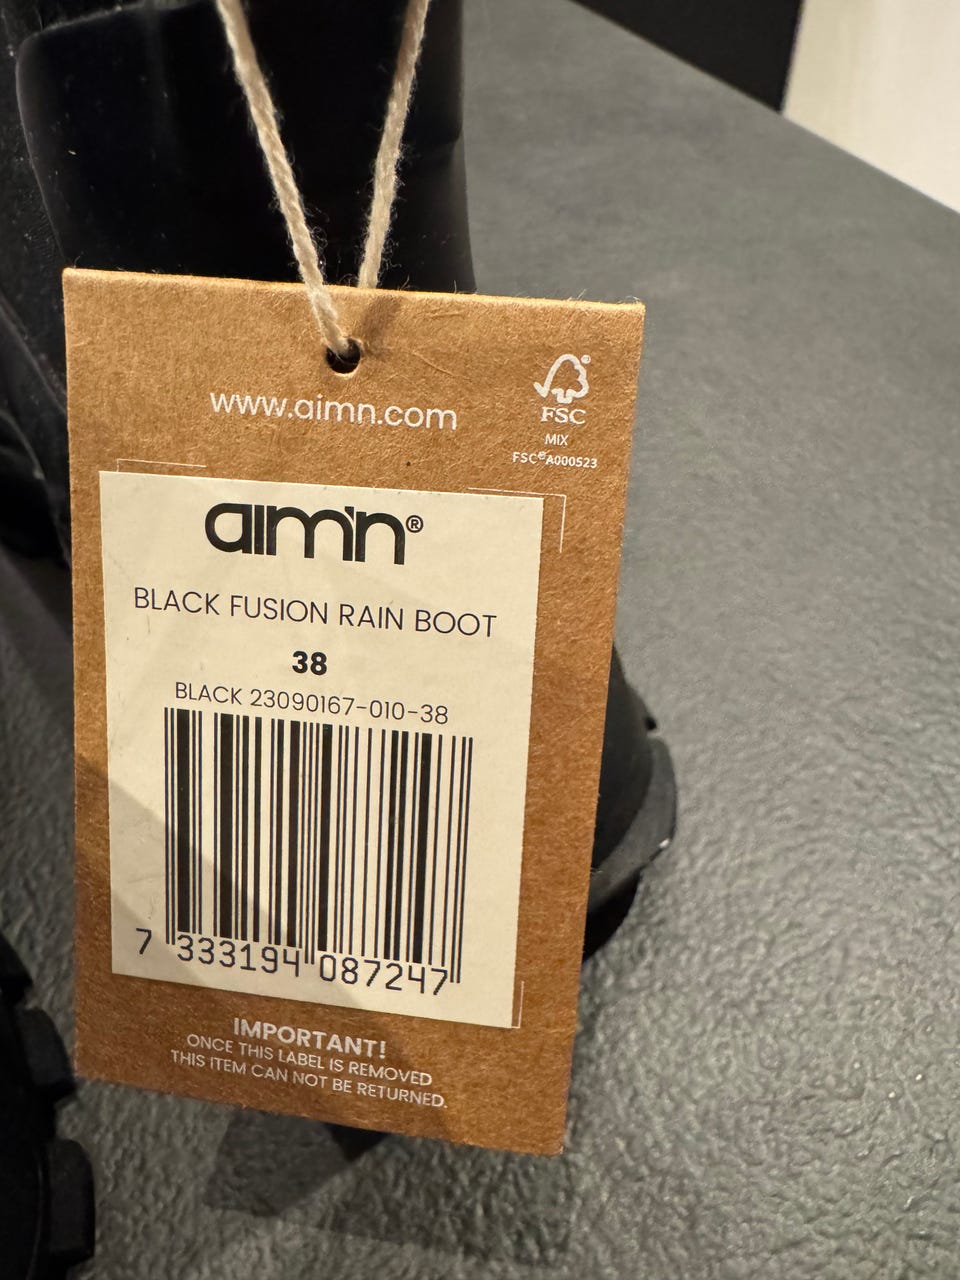 www.aimn.com
FSC
MIX
FSC® A000523
aim'n®
BLACK FUSION RAIN BOOT
38
BLACK 23090167-010-38
7 333194 087247
IMPORTANT!
ONCE THIS LABEL IS REMOVED
THIS ITEM CAN NOT BE RETURNED.